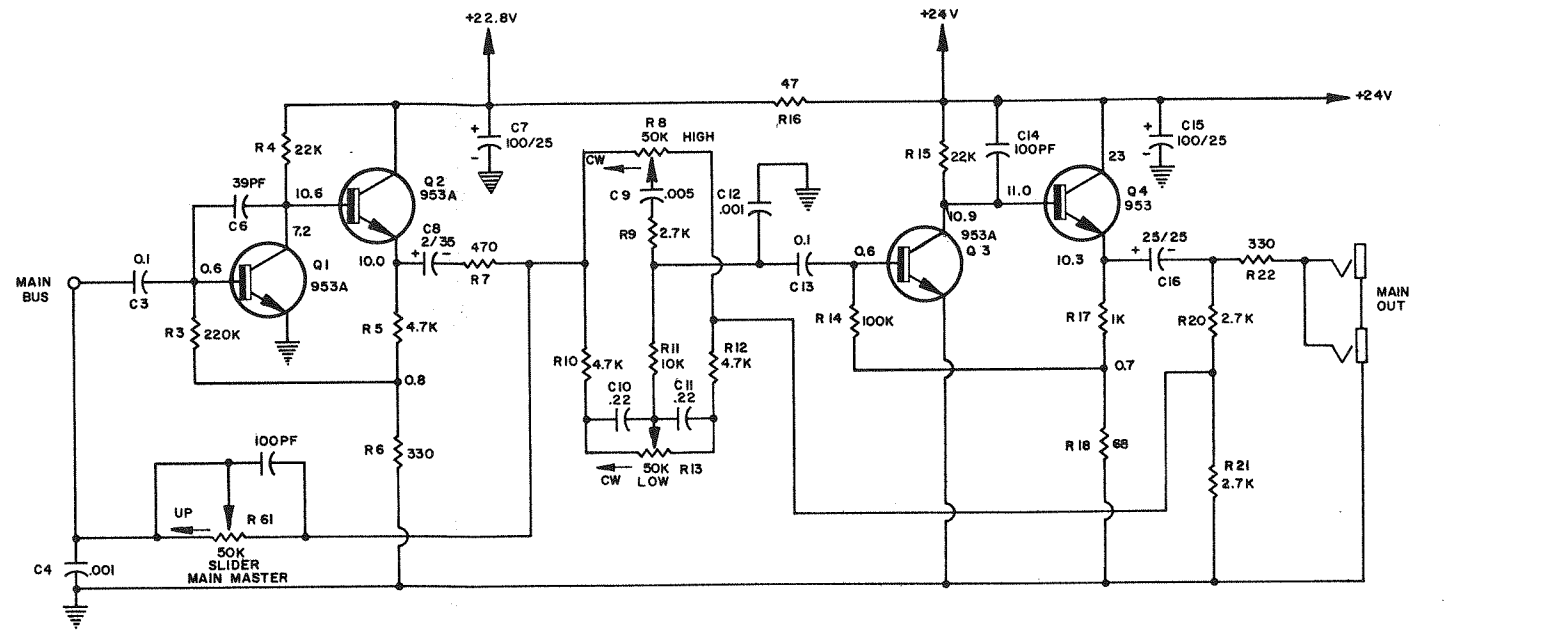 +22.8V
+24V
+24V
47
R16
R4
22K
C7
100/25
+
-
R8
50K HIGH
CW
R15
22K
C14
100PF
+
-
C15
100/25
23
39PF
C6
10.6
Q2
953A
C9
.005
C12
.001
11.0
Q4
953
7.2
R9
2.7K
10.9
953A
Q3
C8
2/35
+
-
470
R7
10.0
0.1
C13
0.6
25/25
+
-
C16
10.3
330
R22
MAIN
BUS
0.1
C3
0.6
Q1
953A
MAIN
OUT
R3
220K
R5
4.7K
R14
100K
R17
1K
R20
2.7K
R10
4.7K
R11
10K
R12
4.7K
0.8
0.7
C10
.22
C11
.22
R6
330
R18
68
100PF
CW
50K
LOW
R13
R21
2.7K
UP
R61
50K
SLIDER
MAIN MASTER
C4
.001